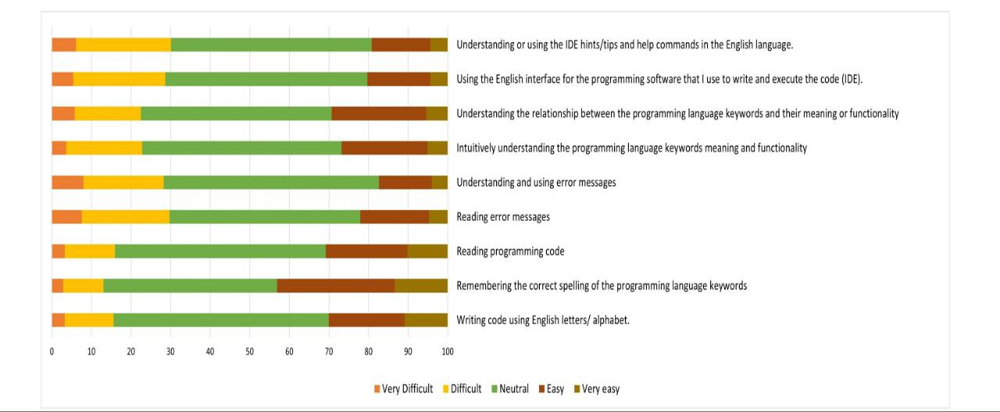 Understanding or using the IDE hints/tips and help commands in the English language.
Using the English interface for the programming software that I use to write and execute the code (IDE).
Understanding the relationship between the programming language keywords and their meaning or functionality
Intuitively understanding the programming language keywords meaning and functionality
Understanding and using error messages
Reading error messages
Reading programming code
Remembering the correct spelling of the programming language keywords
Writing code using English letters/ alphabet.
0 10 20 30 40 50 60 70 80 90 100
Very Difficult Difficult Neutral Easy Very easy